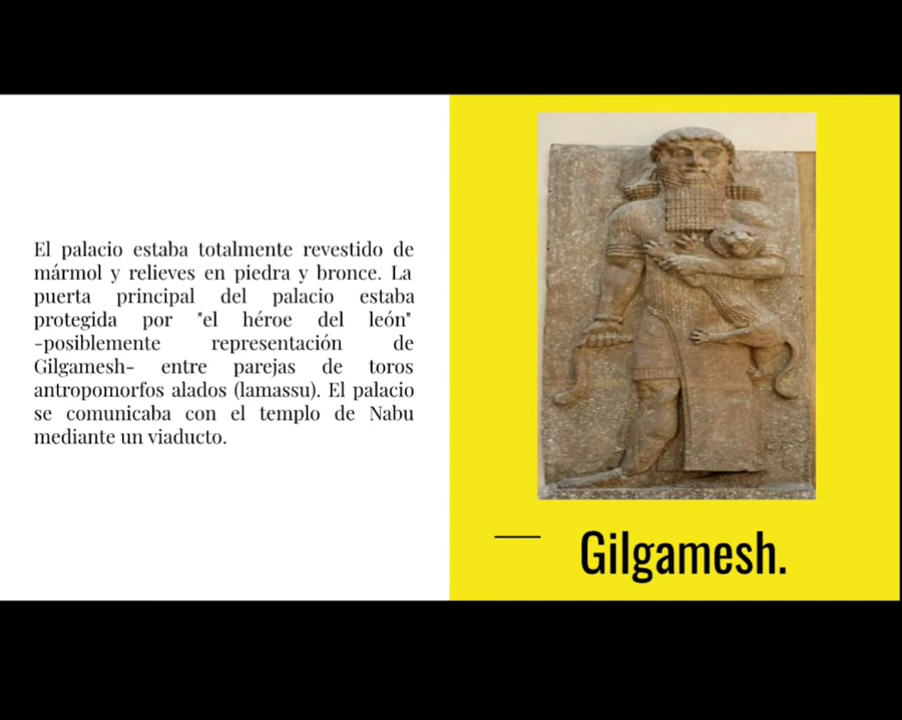 El palacio estaba totalmente revestido de
mármol y relieves en piedra y bronce. La
puerta principal del palacio estaba
protegida por "el héroe del león"
-posiblemente representación de
Gilgamesh- entre parejas de toros
antropomorfos alados (lamassu). El palacio
se comunicaba con el templo de Nabu
mediante un viaducto.
Gilgamesh.